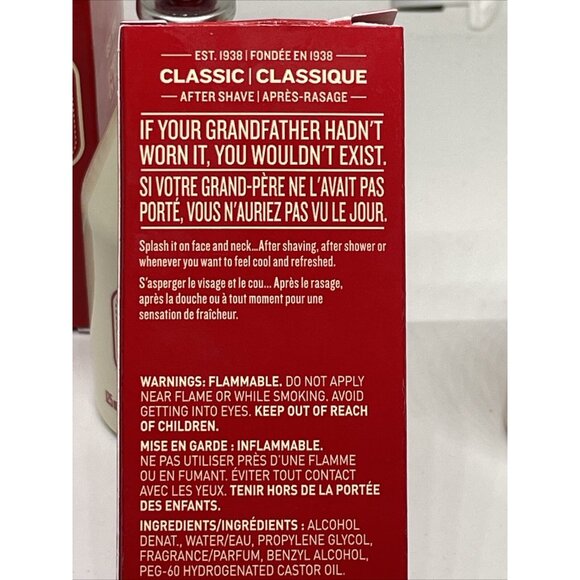 EST. 1938 | FONDÉE EN 1938
CLASSIC | CLASSIQUE
AFTER SHAVE | APRÈS-RASAGE
IF YOUR GRANDFATHER HADN'T
WORN IT, YOU WOULDN'T EXIST.
SI VOTRE GRAND-PÈRE NE L'AVAIT PAS
PORTÉ, VOUS N'AURIEZ PAS VU LE JOUR.
Splash it on face and neck...After shaving, after shower or
whenever you want to feel cool and refreshed.
S'asperger le visage et le cou... Après le rasage,
après la douche ou à tout moment pour une
sensation de fraîcheur.
WARNINGS: FLAMMABLE. DO NOT APPLY
NEAR FLAME OR WHILE SMOKING. AVOID
GETTING INTO EYES. KEEP OUT OF REACH
OF CHILDREN.
MISE EN GARDE : INFLAMMABLE.
NE PAS UTILISER PRÈS D'UNE FLAMME
OU EN FUMANT. ÉVITER TOUT CONTACT
AVEC LES YEUX. TENIR HORS DE LA PORTÉE
DES ENFANTS.
INGREDIENTS/INGRÉDIENTS : ALCOHOL
DENAT., WATER/EAU, PROPYLENE GLYCOL,
FRAGRANCE/PARFUM, BENZYL ALCOHOL,
PEG-60 HYDROGENATED CASTOR OIL.